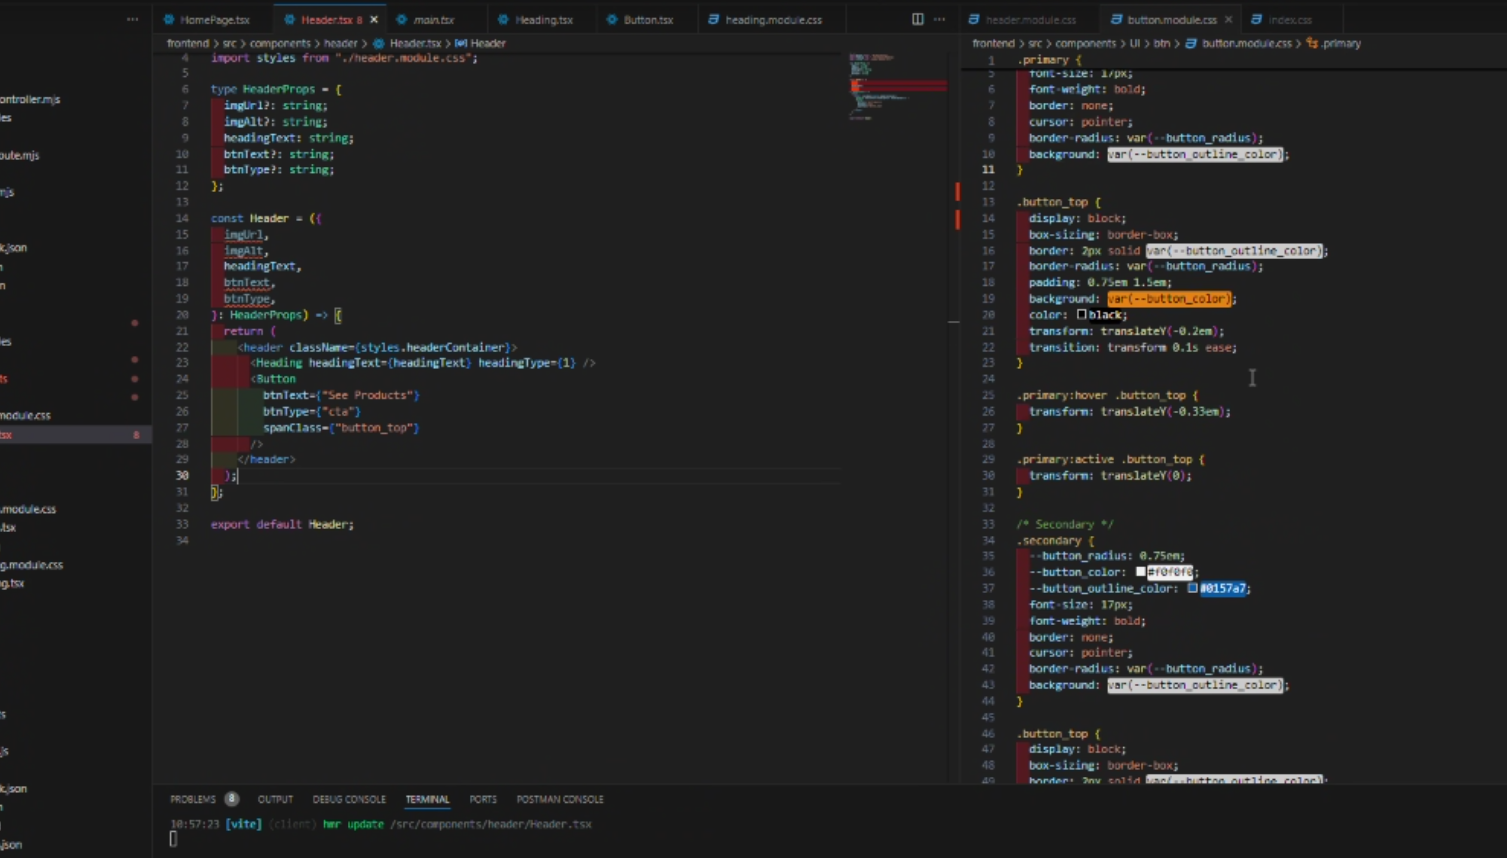 HomePage.tsx
Header.tsx 8
main.tsx
Heading.tsx
Button.tsx
heading.module.css
header.module.css
button.module.css
index.css
ontroller.mjs
es
oute.mjs
mjs
k.json
n
m
les
ts
module.css
tsx 8
.module.css
.tsx
g.module.css
ng.tsx
ts
js
k.json
.json
frontend > src > components > header > Header.tsx > Header
4 import styles from "./header.module.css";
5
6 type HeaderProps = {
7 imgUrl?: string;
8 imgAlt?: string;
9 headingText: string;
10 btnText?: string;
11 btnType?: string;
12 };
13
14 const Header = ({
15 imgUrl,
16 imgAlt,
17 headingText,
18 btnText,
19 btnType,
20 }: HeaderProps) => {
21 return (
22 <header className={styles.headerContainer}>
23 <Heading headingText={headingText} headingType={1} />
24 <Button
25 btnText={"See Products"}
26 btnType={"cta"}
27 spanClass={"button_top"}
28 />
29 </header>
30 );
31 };
32
33 export default Header;
34
frontend > src > components > UI > btn > button.module.css > .primary
1 .primary {
5 font-size: 17px;
6 font-weight: bold;
7 border: none;
8 cursor: pointer;
9 border-radius: var(--button_radius);
10 background: var(--button_outline_color);
11 }
12
13 .button_top {
14 display: block;
15 box-sizing: border-box;
16 border: 2px solid var(--button_outline_color);
17 border-radius: var(--button_radius);
18 padding: 0.75em 1.5em;
19 background: var(--button_color);
20 color: black;
21 transform: translateY(-0.2em);
22 transition: transform 0.1s ease;
23 }
24
25 .primary:hover .button_top {
26 transform: translateY(-0.33em);
27 }
28
29 .primary:active .button_top {
30 transform: translateY(0);
31 }
32
33 /* Secondary */
34 .secondary {
35 --button_radius: 0.75em;
36 --button_color: #f0f0f0;
37 --button_outline_color: #0157a7;
38 font-size: 17px;
39 font-weight: bold;
40 border: none;
41 cursor: pointer;
42 border-radius: var(--button_radius);
43 background: var(--button_outline_color);
44 }
45
46 .button_top {
47 display: block;
48 box-sizing: border-box;
49 border: 2px solid var(--button_outline_color);
PROBLEMS 8 OUTPUT DEBUG CONSOLE TERMINAL PORTS POSTMAN CONSOLE
10:57:23 [vite] (client) hmr update /src/components/header/Header.tsx